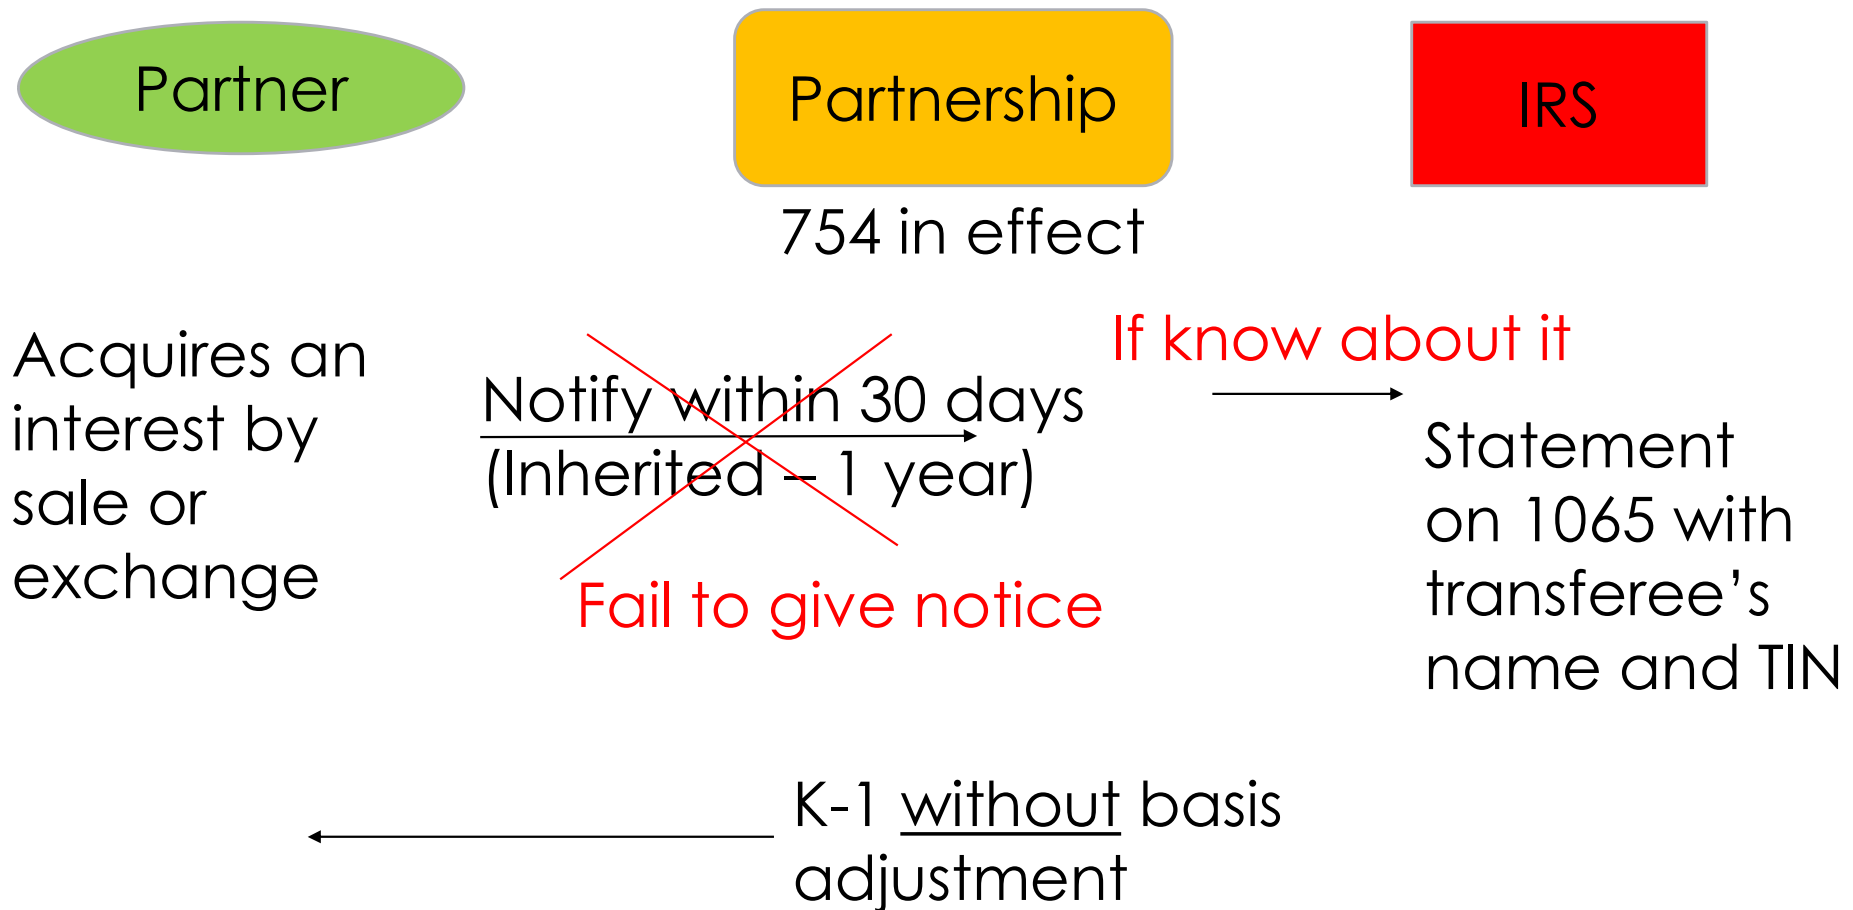 Partner
Partnership
IRS
754 in effect
Acquires an
interest by
sale or
exchange
Notify within 30 days
(Inherited – 1 year)
Fail to give notice
If know about it
Statement
on 1065 with
transferee’s
name and TIN
K-1 without basis
adjustment